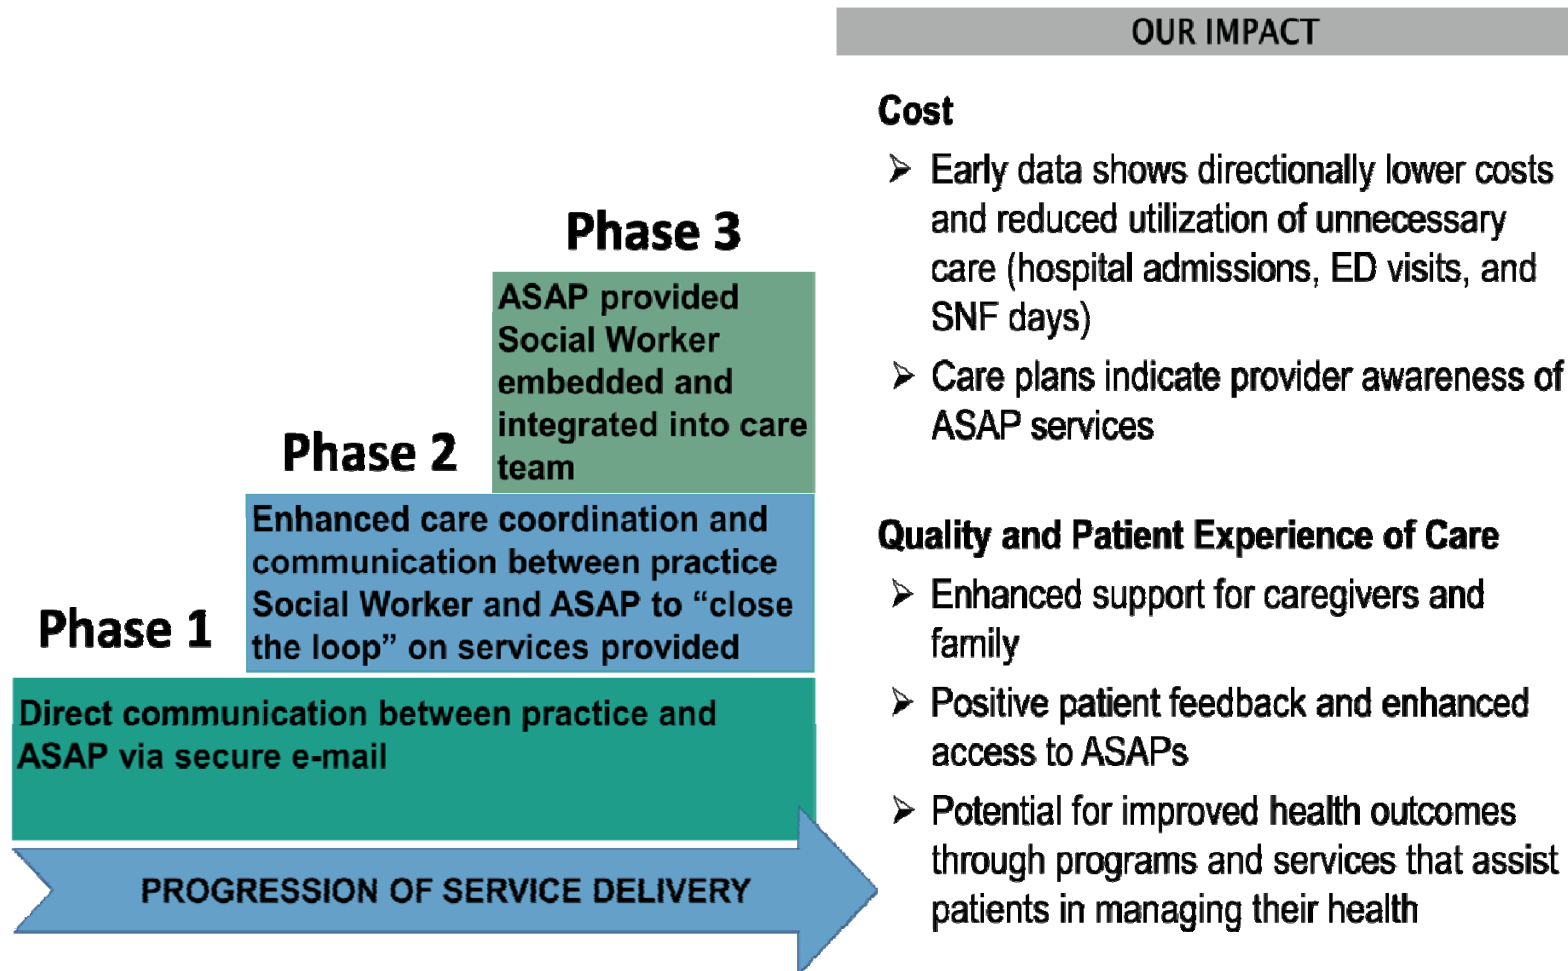 Phase 1
Direct communication between practice and
ASAP via secure e-mail
Phase 2
Enhanced care coordination and
communication between practice
Social Worker and ASAP to “close
the loop” on services provided
Phase 3
ASAP provided
Social Worker
embedded and
integrated into care
team
PROGRESSION OF SERVICE DELIVERY
OUR IMPACT
Cost
➢ Early data shows directionally lower costs
and reduced utilization of unnecessary
care (hospital admissions, ED visits, and
SNF days)
➢ Care plans indicate provider awareness of
ASAP services
Quality and Patient Experience of Care
➢ Enhanced support for caregivers and
family
➢ Positive patient feedback and enhanced
access to ASAPs
➢ Potential for improved health outcomes
through programs and services that assist
patients in managing their health